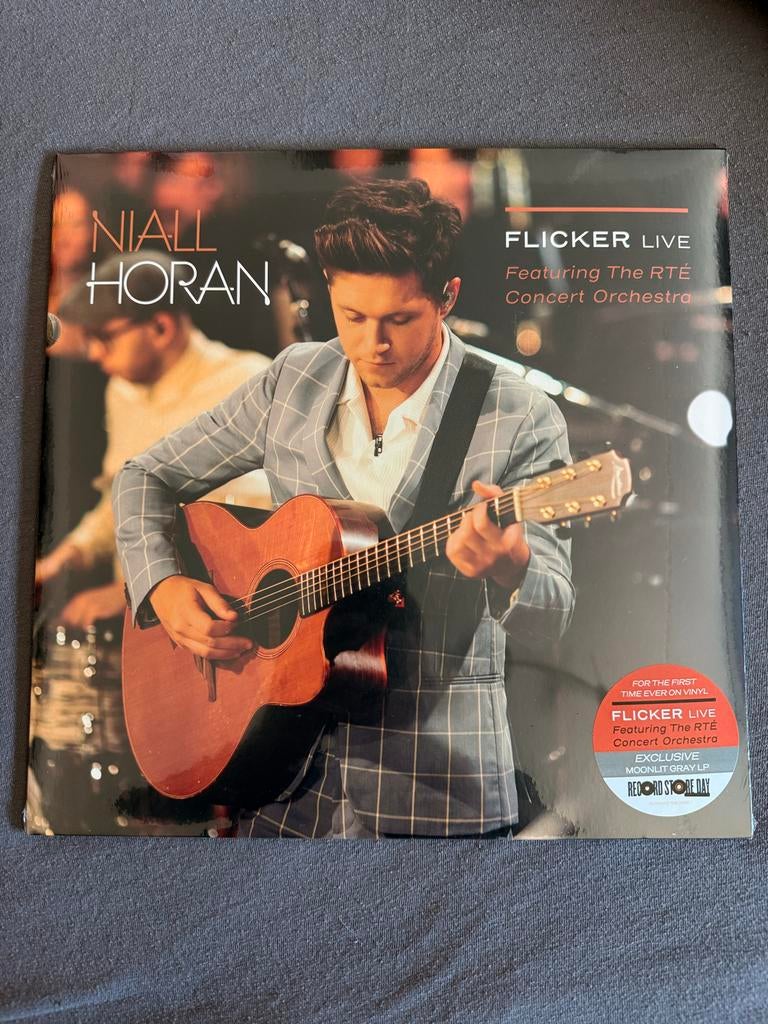 NIALL
HORAN
FLICKER LIVE
Featuring The RTÉ
Concert Orchestra
FOR THE FIRST
TIME EVER ON VINYL
FLICKER LIVE
Featuring The RTÉ
Concert Orchestra
EXCLUSIVE
MOONLIT GRAY LP
RECORD STORE DAY